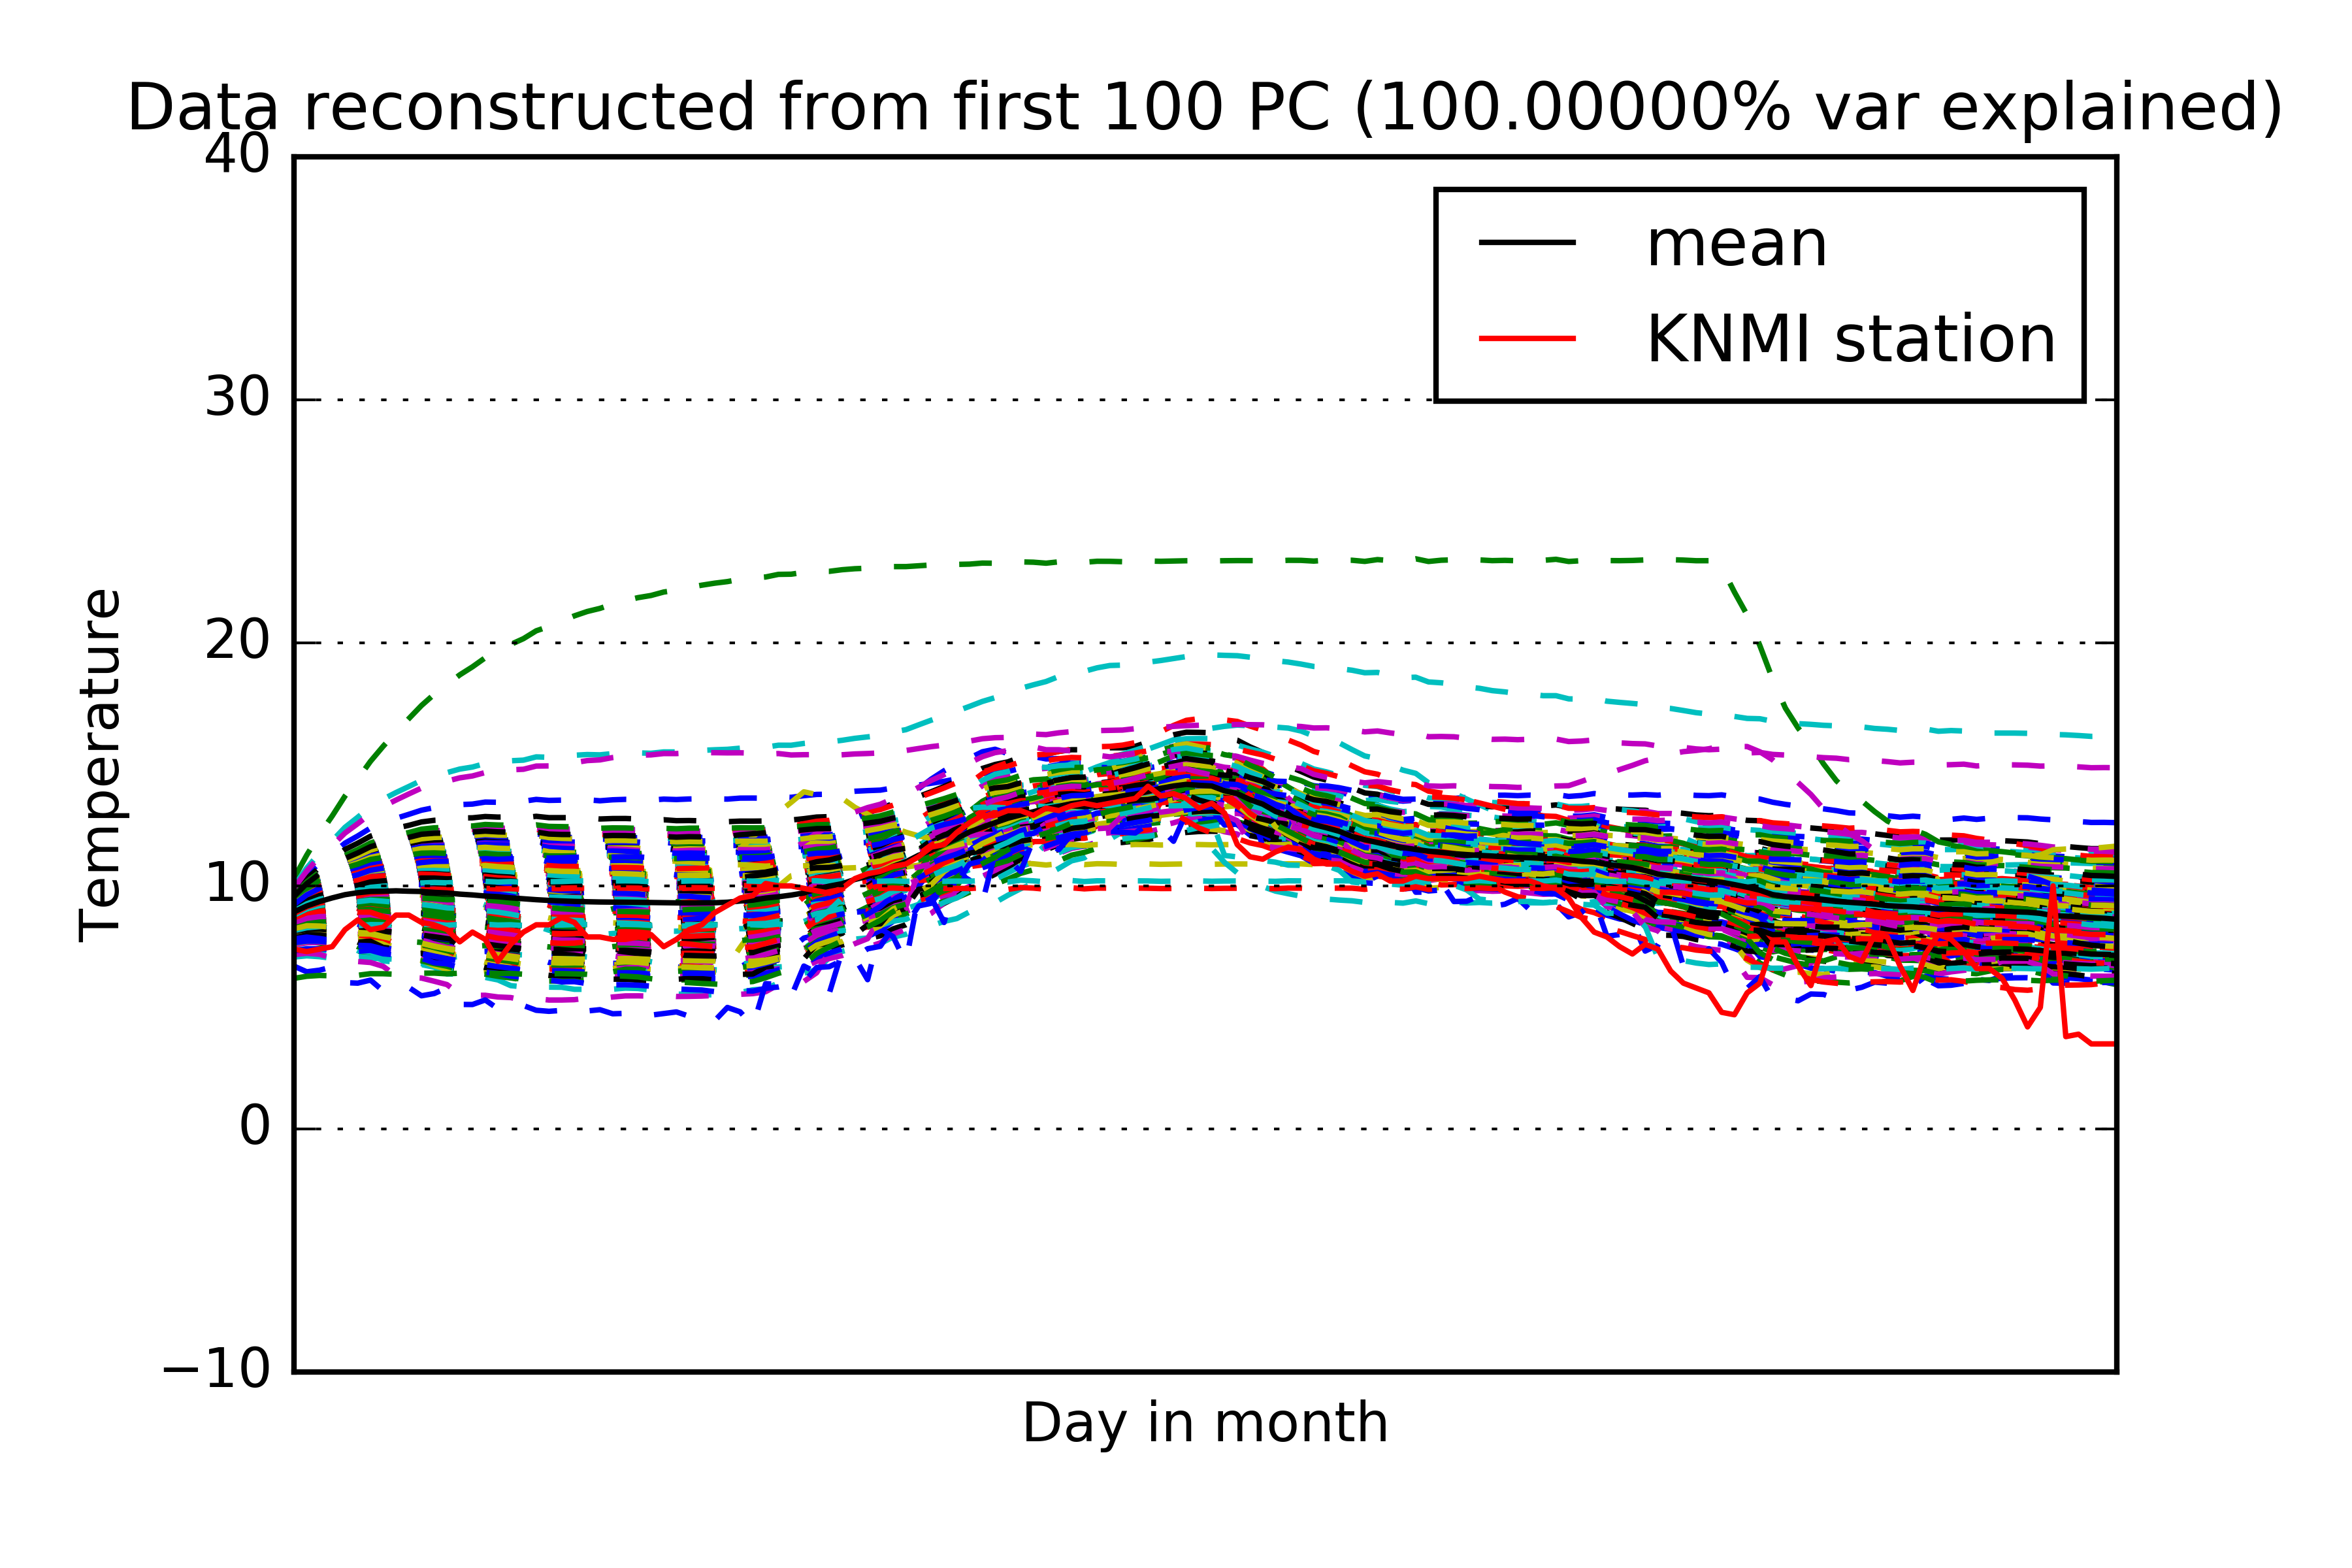 Data reconstructed from first 100 PC (100.00000% var explained)
40
30
20
10
0
−10
Temperature
mean
KNMI station
Day in month